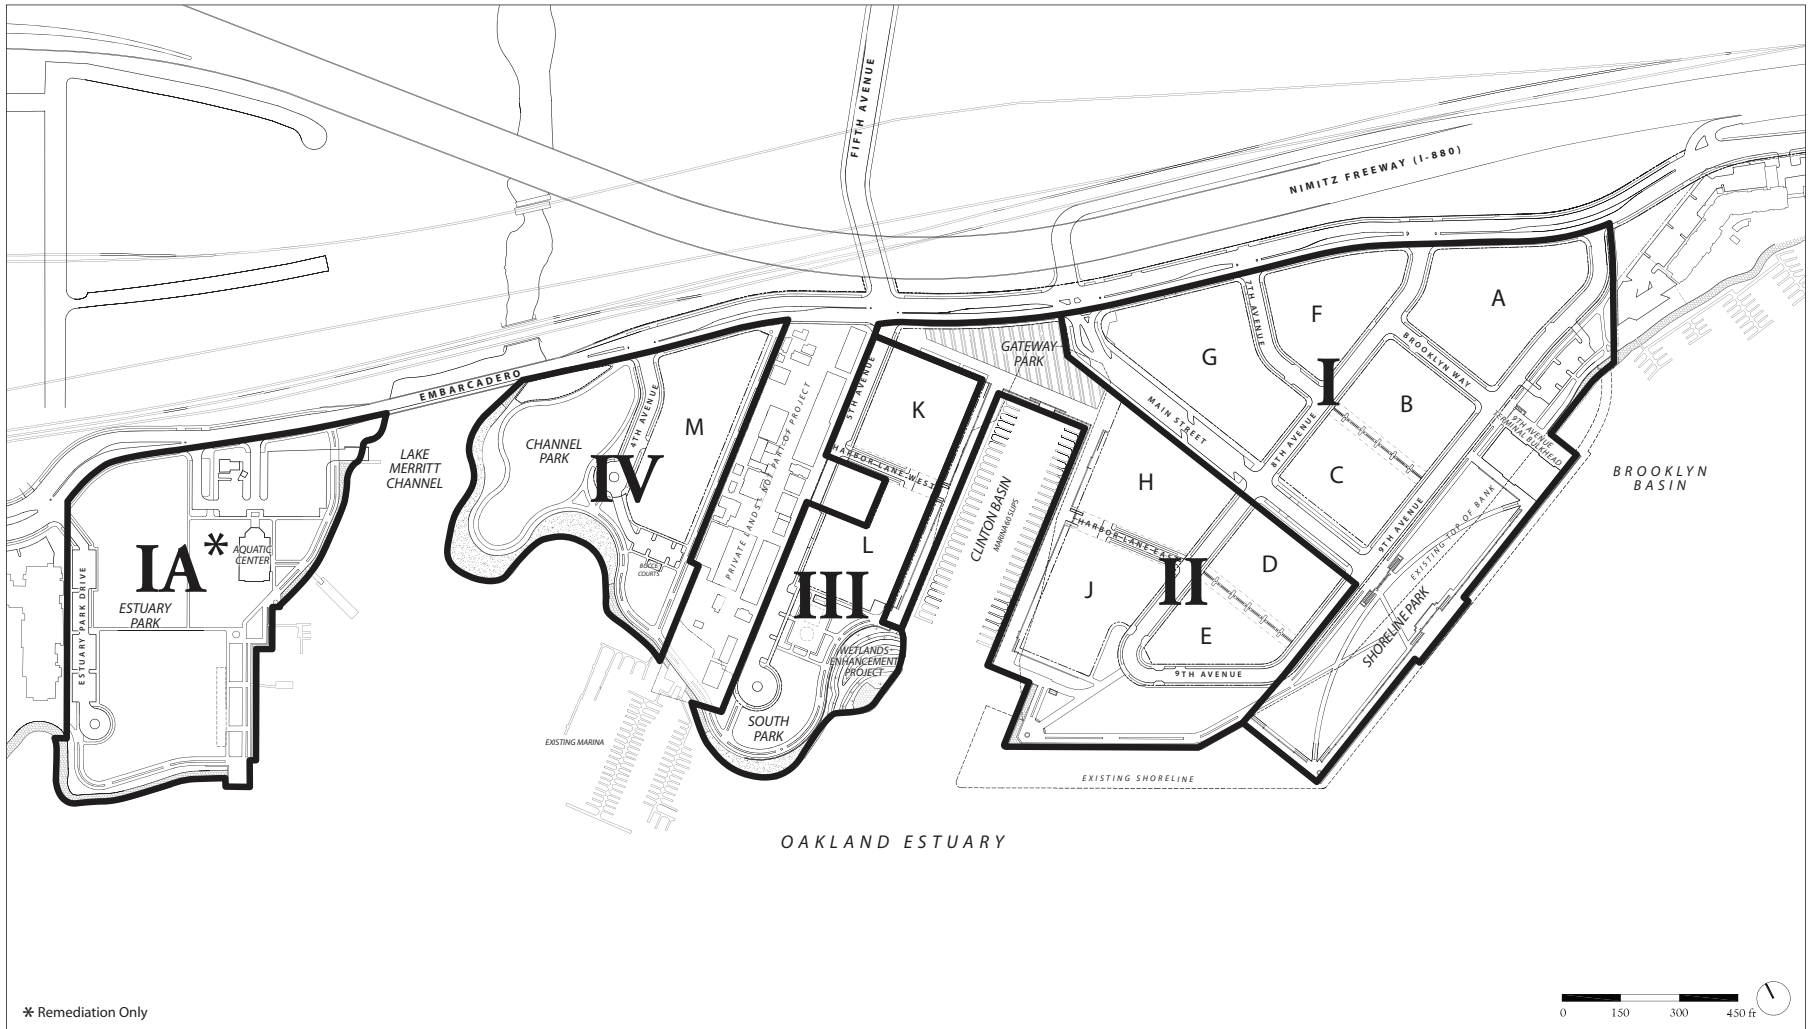 FIFTH AVENUE
NIMITZ FREEWAY (I-880)
7TH AVENUE
F
A
GATEWAY
PARK
G
I
BROOKLYN WAY
EMBARCADERO
5TH AVENUE
K
B
MAIN STREET
8TH AVENUE
9TH AVENUE
TERMINAL BULKHEAD
4TH AVENUE
M
CHANNEL
PARK
IV
LAKE
MERRITT
CHANNEL
HARBOR LANE WEST
PRIVATE LANDS, NOT PART OF PROJECT
CLINTON BASIN
MARINA 60 SLIPS
H
C
BROOKLYN
BASIN
9TH AVENUE
EXISTING TOP OF BANK
HARBOR LANE EAST
L
IA*
AQUATIC
CENTER
BOCCE
COURTS
III
II
D
J
E
ESTUARY
PARK
ESTUARY PARK DRIVE
SHORELINE PARK
WETLANDS
ENHANCEMENT
PROJECT
9TH AVENUE
SOUTH
PARK
EXISTING MARINA
EXISTING SHORELINE
OAKLAND ESTUARY
* Remediation Only
0 150 300 450 ft